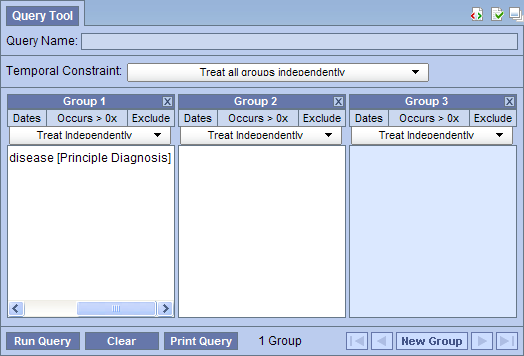 Query Tool
Query Name:
Temporal Constraint: Treat all groups independently
Group 1 Group 2 Group 3
Dates Occurs > 0x Exclude Dates Occurs > 0x Exclude Dates Occurs > 0x Exclude
Treat Independently Treat Independently Treat Independently
disease [Principle Diagnosis]
Run Query Clear Print Query 1 Group New Group